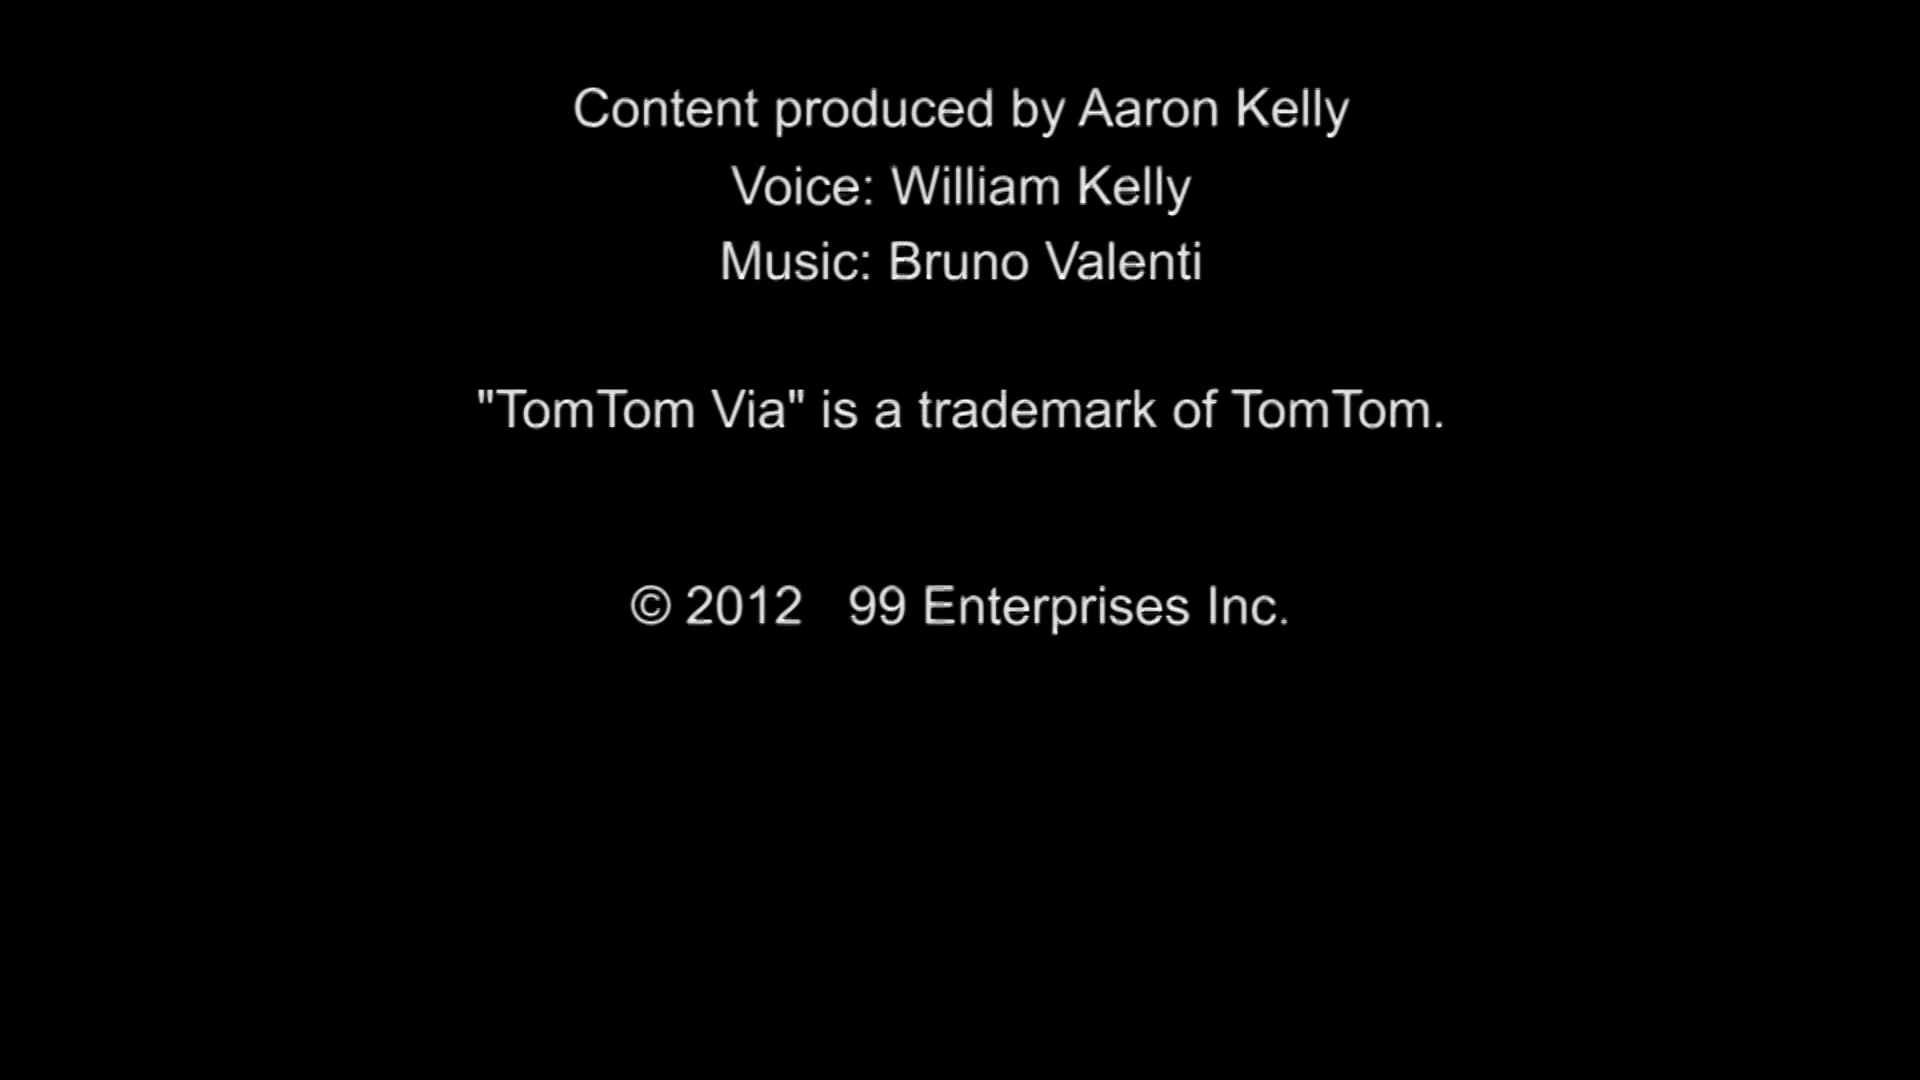 Content produced by Aaron Kelly
Voice: William Kelly
Music: Bruno Valenti
"TomTom Via" is a trademark of TomTom.
© 2012   99 Enterprises Inc.